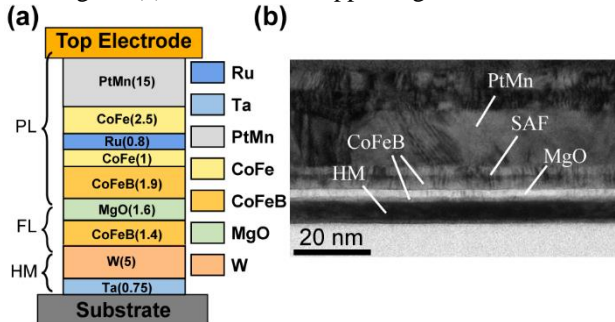 (a)
Top Electrode
PtMn(15)
CoFe(2.5)
Ru(0.8)
CoFe(1)
CoFeB(1.9)
MgO(1.6)
CoFeB(1.4)
W(5)
Ta(0.75)
Substrate
PL
FL
HM
Ru
Ta
PtMn
CoFe
CoFeB
MgO
W
(b)
PtMn
SAF
CoFeB
MgO
HM
20 nm